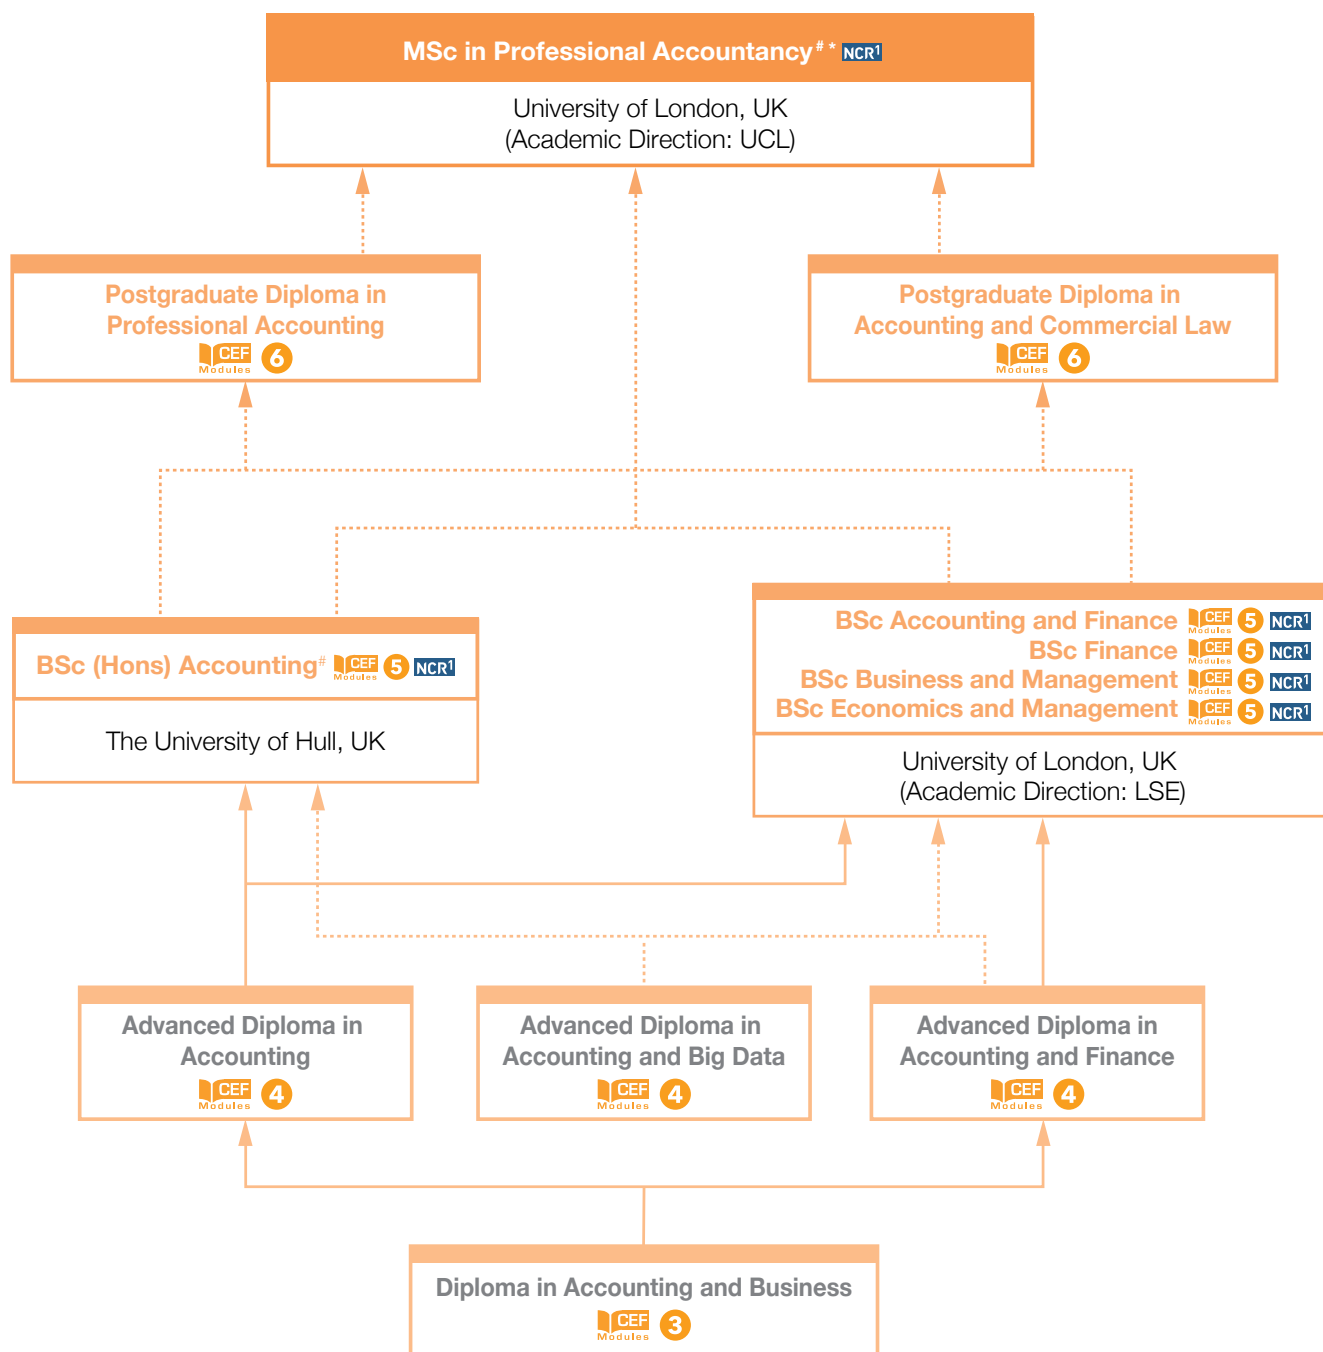 MSc in Professional Accountancy# * NCR1
University of London, UK
(Academic Direction: UCL)
Postgraduate Diploma in
Professional Accounting
CEF Modules 6
Postgraduate Diploma in
Accounting and Commercial Law
CEF Modules 6
BSc (Hons) Accounting# CEF Modules 5 NCR1
The University of Hull, UK
BSc Accounting and Finance CEF Modules 5 NCR1
BSc Finance CEF Modules 5 NCR1
BSc Business and Management CEF Modules 5 NCR1
BSc Economics and Management CEF Modules 5 NCR1
University of London, UK
(Academic Direction: LSE)
Advanced Diploma in
Accounting
CEF Modules 4
Advanced Diploma in
Accounting and Big Data
CEF Modules 4
Advanced Diploma in
Accounting and Finance
CEF Modules 4
Diploma in Accounting and Business
CEF Modules 3